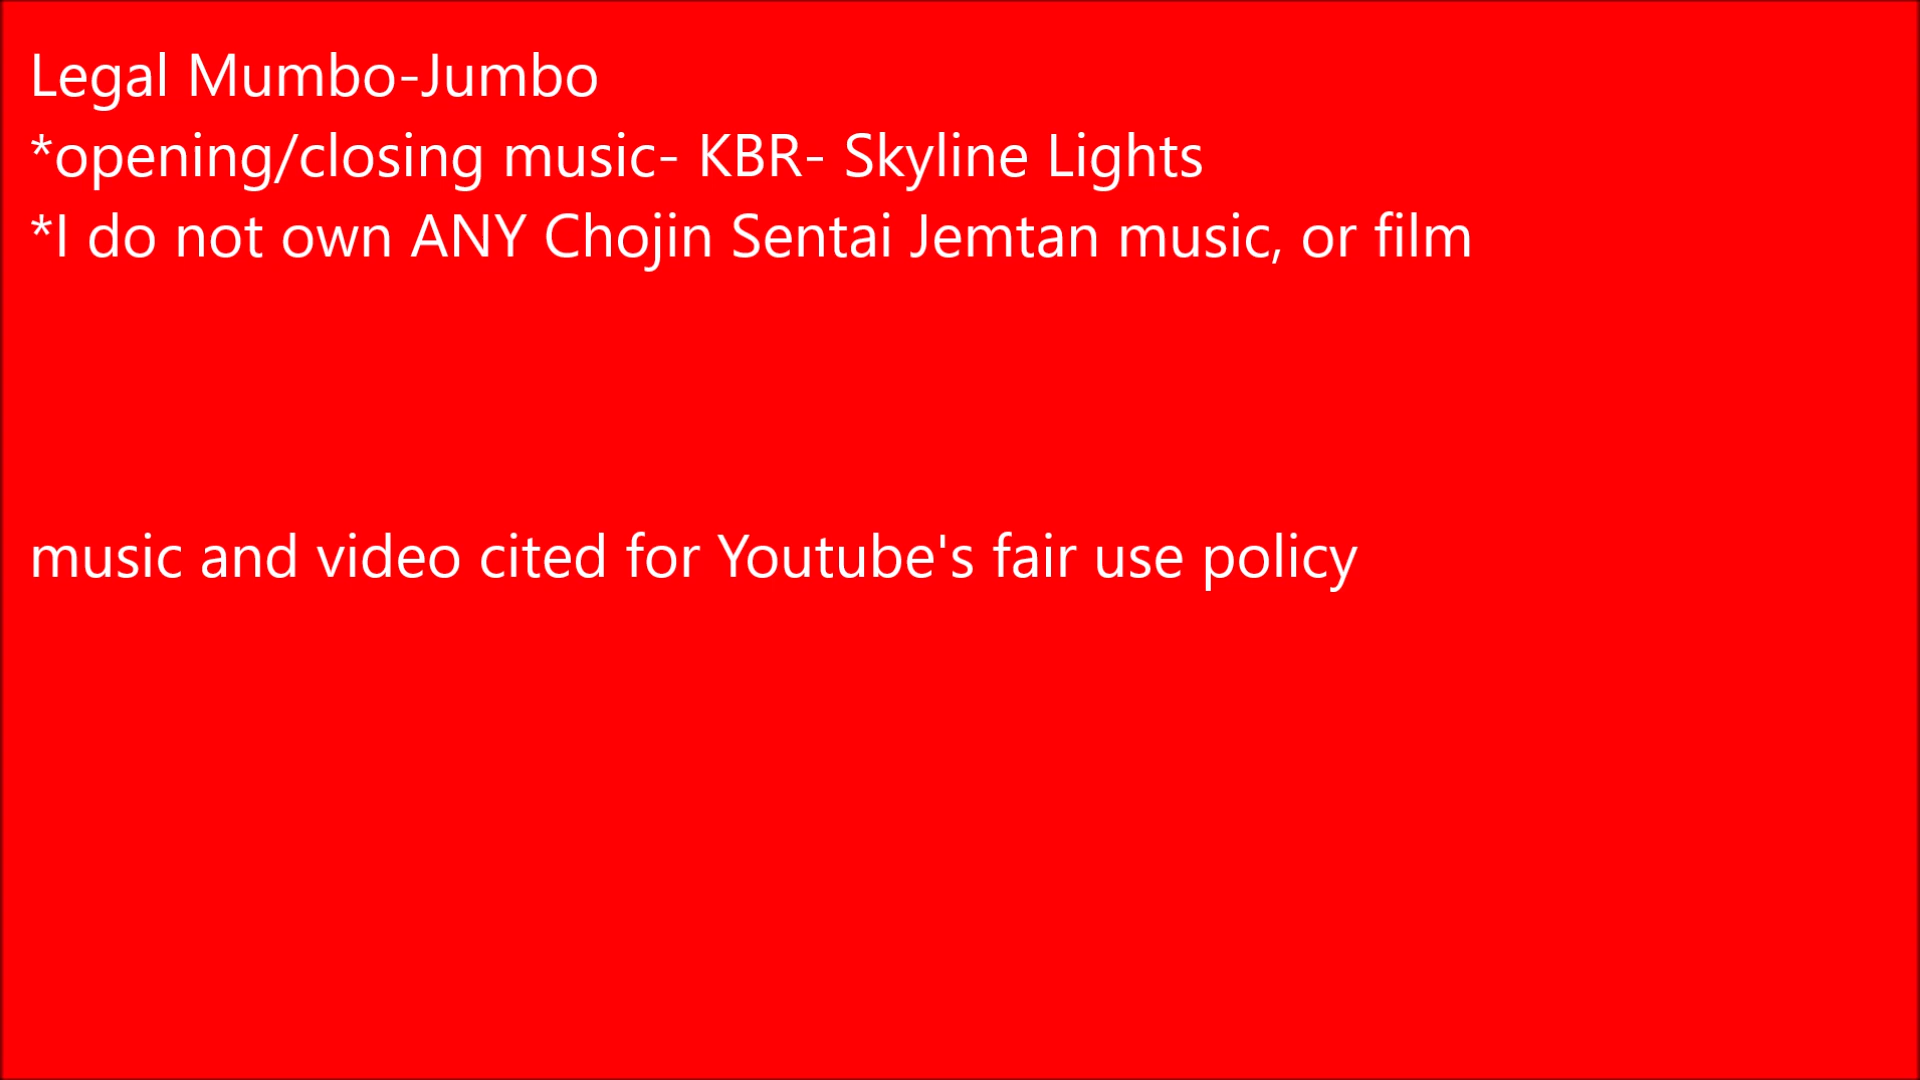 Legal Mumbo-Jumbo
*opening/closing music- KBR- Skyline Lights
*I do not own ANY Chojin Sentai Jemtan music, or film
music and video cited for Youtube's fair use policy